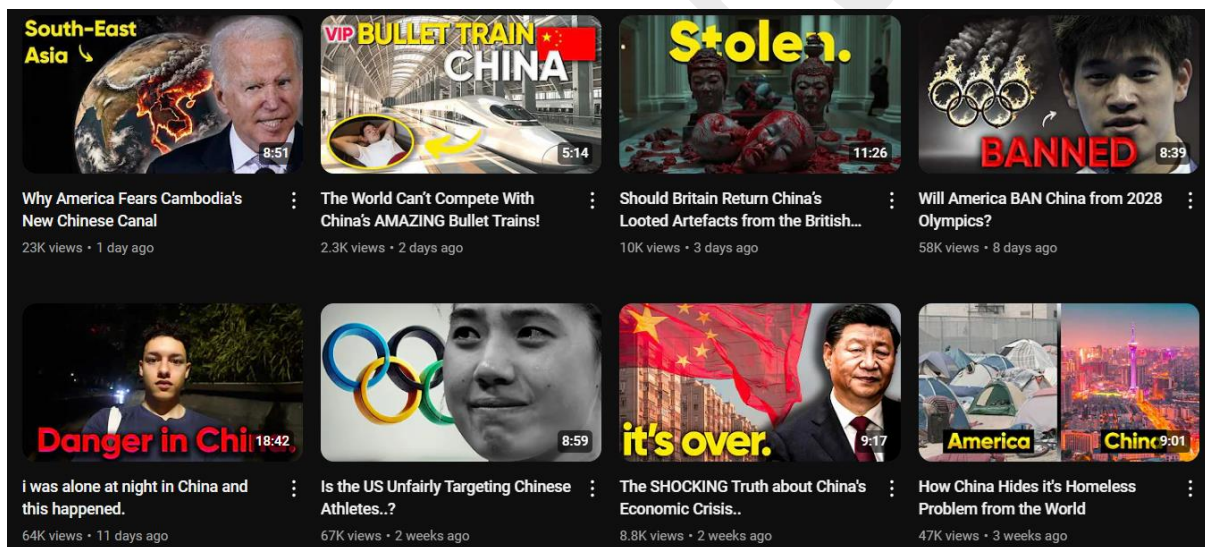 South-East
Asia
8:51
VIP BULLET TRAIN
CHINA
5:14
Stolen.
11:26
BANNED
8:39
Why America Fears Cambodia's
New Chinese Canal
23K views • 1 day ago
The World Can't Compete With
China's AMAZING Bullet Trains!
2.3K views • 2 days ago
Should Britain Return China's
Looted Artefacts from the British...
10K views • 3 days ago
Will America BAN China from 2028
Olympics?
58K views • 8 days ago
Danger in Chin
18:42
8:59
it's over.
9:17
America
Chin
9:01
i was alone at night in China and
this happened.
64K views • 11 days ago
Is the US Unfairly Targeting Chinese
Athletes..?
67K views • 2 weeks ago
The SHOCKING Truth about China's
Economic Crisis..
8.8K views • 2 weeks ago
How China Hides it's Homeless
Problem from the World
47K views • 3 weeks ago